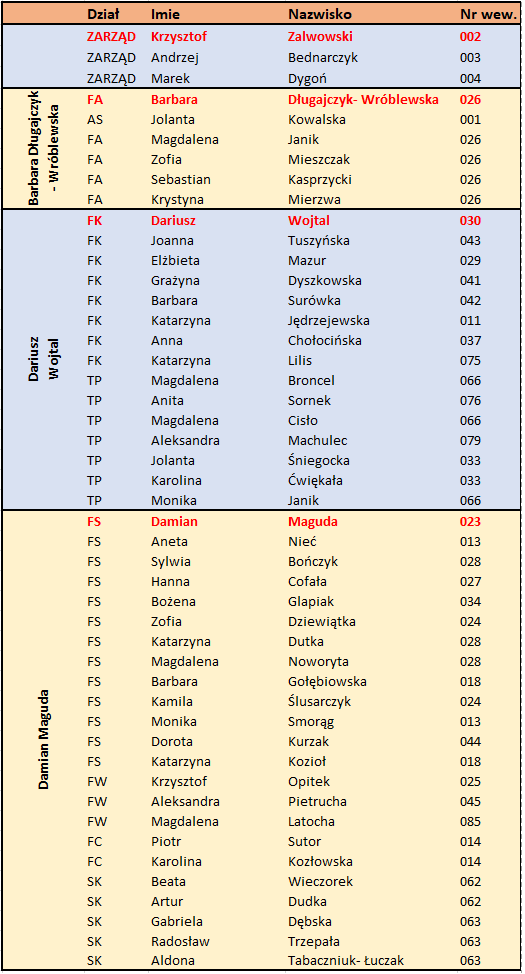 Dział Imie Nazwisko Nr wew.
ZARZĄD Krzysztof Zalwowski 002
ZARZĄD Andrzej Bednarczyk 003
ZARZĄD Marek Dygoń 004
Barbara Długajczyk
- Wróblewska
FA Barbara Długajczyk- Wróblewska 026
AS Jolanta Kowalska 001
FA Magdalena Janik 026
FA Zofia Mieszczak 026
FA Sebastian Kasprzycki 026
FA Krystyna Mierzwa 026
Dariusz
Wojtal
FK Dariusz Wojtal 030
FK Joanna Tuszyńska 043
FK Elżbieta Mazur 029
FK Grażyna Dyszkowska 041
FK Barbara Surówka 042
FK Katarzyna Jędrzejewska 011
FK Anna Chołocińska 037
FK Katarzyna Lilis 075
TP Magdalena Broncel 066
TP Anita Sornek 076
TP Magdalena Cisło 066
TP Aleksandra Machulec 079
TP Jolanta Śniegocka 033
TP Karolina Ćwiękała 033
TP Monika Janik 066
Damian Maguda
FS Damian Maguda 023
FS Aneta Nieć 013
FS Sylwia Bończyk 028
FS Hanna Cofała 027
FS Bożena Glapiak 034
FS Zofia Dziewiątka 024
FS Katarzyna Dutka 028
FS Magdalena Noworyta 028
FS Barbara Gołębiowska 018
FS Kamila Ślusarczyk 024
FS Monika Smorąg 013
FS Dorota Kurzak 044
FS Katarzyna Kozioł 018
FW Krzysztof Opitek 025
FW Aleksandra Pietrucha 045
FW Magdalena Latocha 085
FC Piotr Sutor 014
FC Karolina Kozłowska 014
SK Beata Wieczorek 062
SK Artur Dudka 062
SK Gabriela Dębska 063
SK Radosław Trzepała 063
SK Aldona Tabaczniuk- Łuczak 063